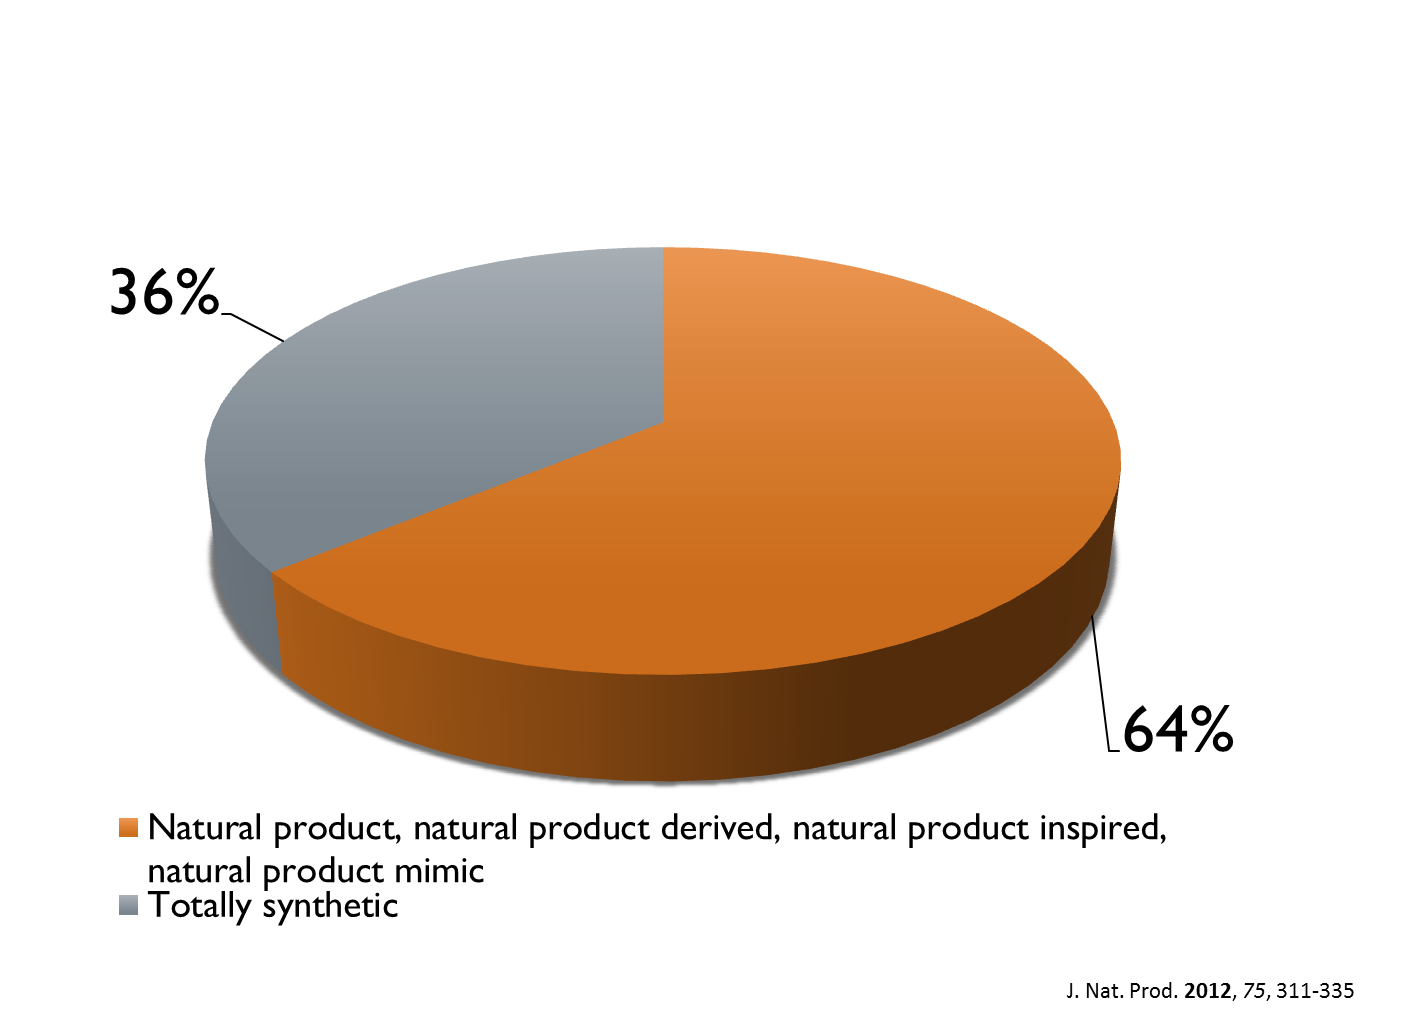 36%
64%
Natural product, natural product derived, natural product inspired,
natural product mimic
Totally synthetic
J. Nat. Prod. 2012, 75, 311-335